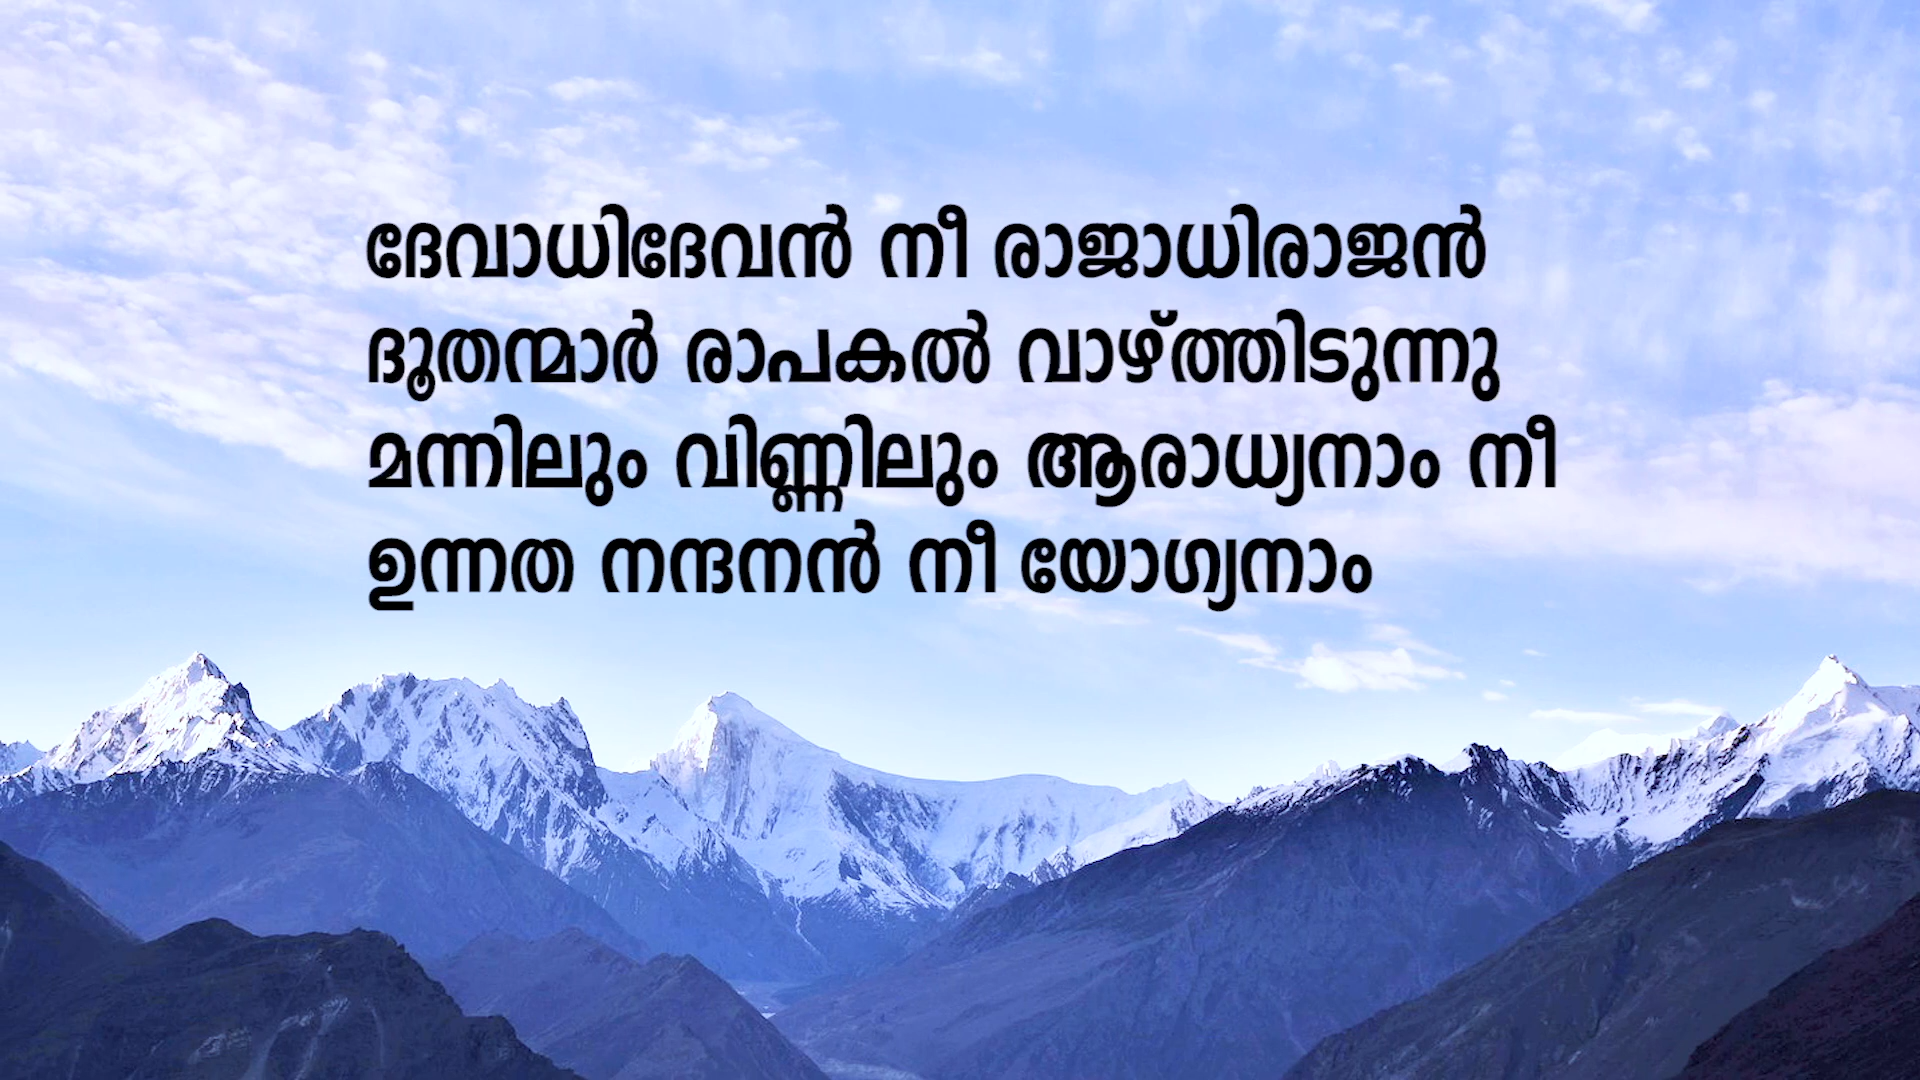 ദേവാധിദേവൻ നീ രാജാധിരാജൻ
ദൂതന്മാർ രാപകൽ വാഴ്ത്തിടുന്നു
മന്നിലും വിണ്ണിലും ആരാധ്യനാം നീ
ഉന്നത നന്ദനൻ നീ യോഗ്യനാം